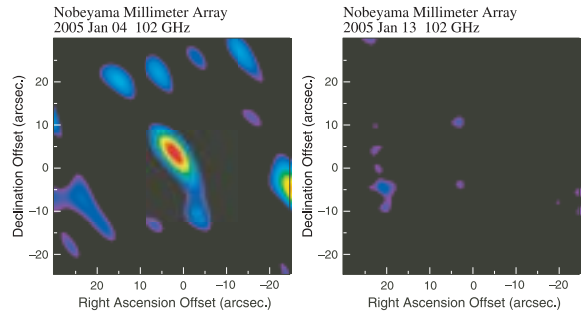 Nobeyama Millimeter Array
2005 Jan 04 102 GHz
Declination Offset (arcsec.)
20
10
0
−10
−20
20
10
0
−10
−20
Right Ascension Offset (arcsec.)
Nobeyama Millimeter Array
2005 Jan 13 102 GHz
Declination Offset (arcsec.)
20
10
0
−10
−20
20
10
0
−10
−20
Right Ascension Offset (arcsec.)